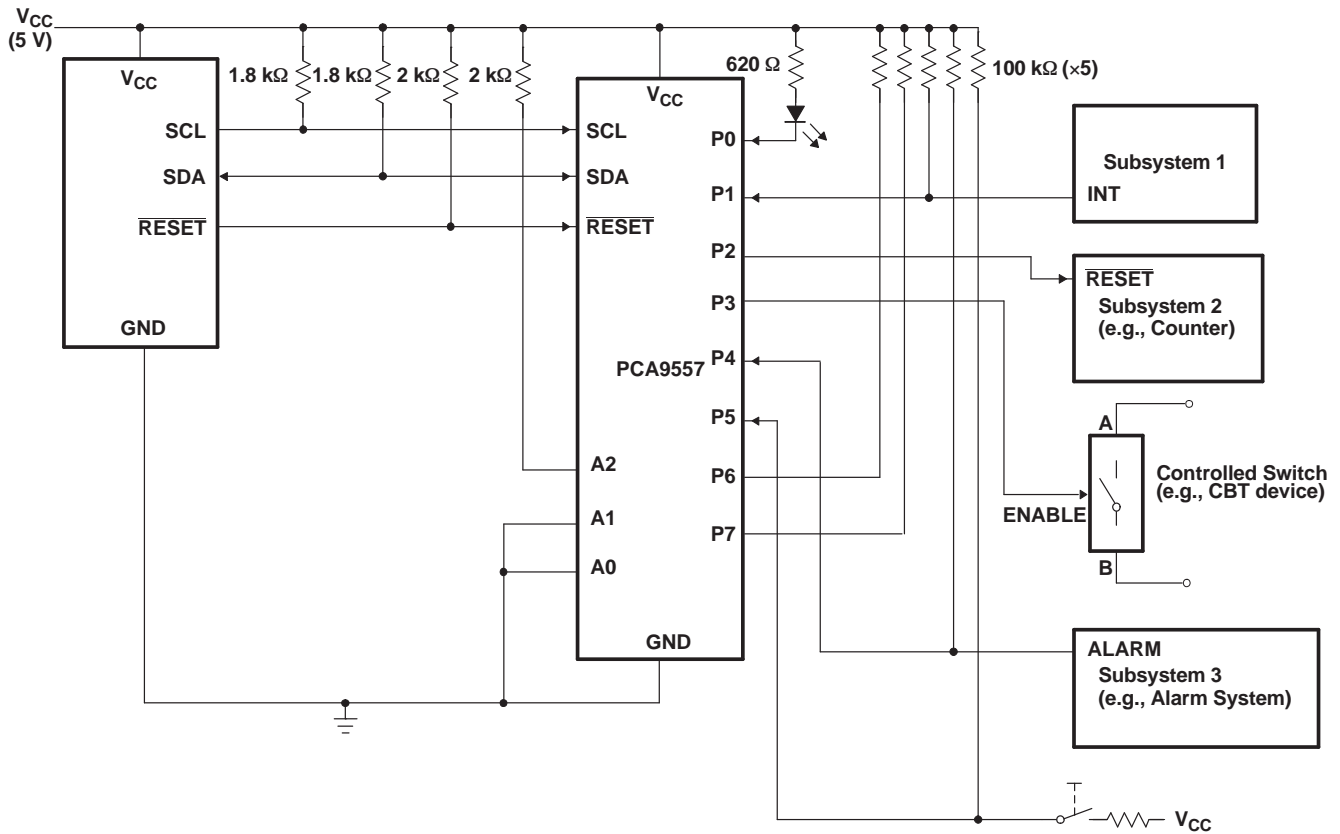 VCC
(5 V)
VCC
SCL
SDA
RESET
GND
1.8 kΩ
1.8 kΩ
2 kΩ
2 kΩ
VCC
SCL
SDA
RESET
A2
A1
A0
GND
PCA9557
P0
P1
P2
P3
P4
P5
P6
P7
620 Ω
100 kΩ (×5)
Subsystem 1
INT
RESET
Subsystem 2
(e.g., Counter)
A
Controlled Switch
(e.g., CBT device)
ENABLE
B
ALARM
Subsystem 3
(e.g., Alarm System)
VCC